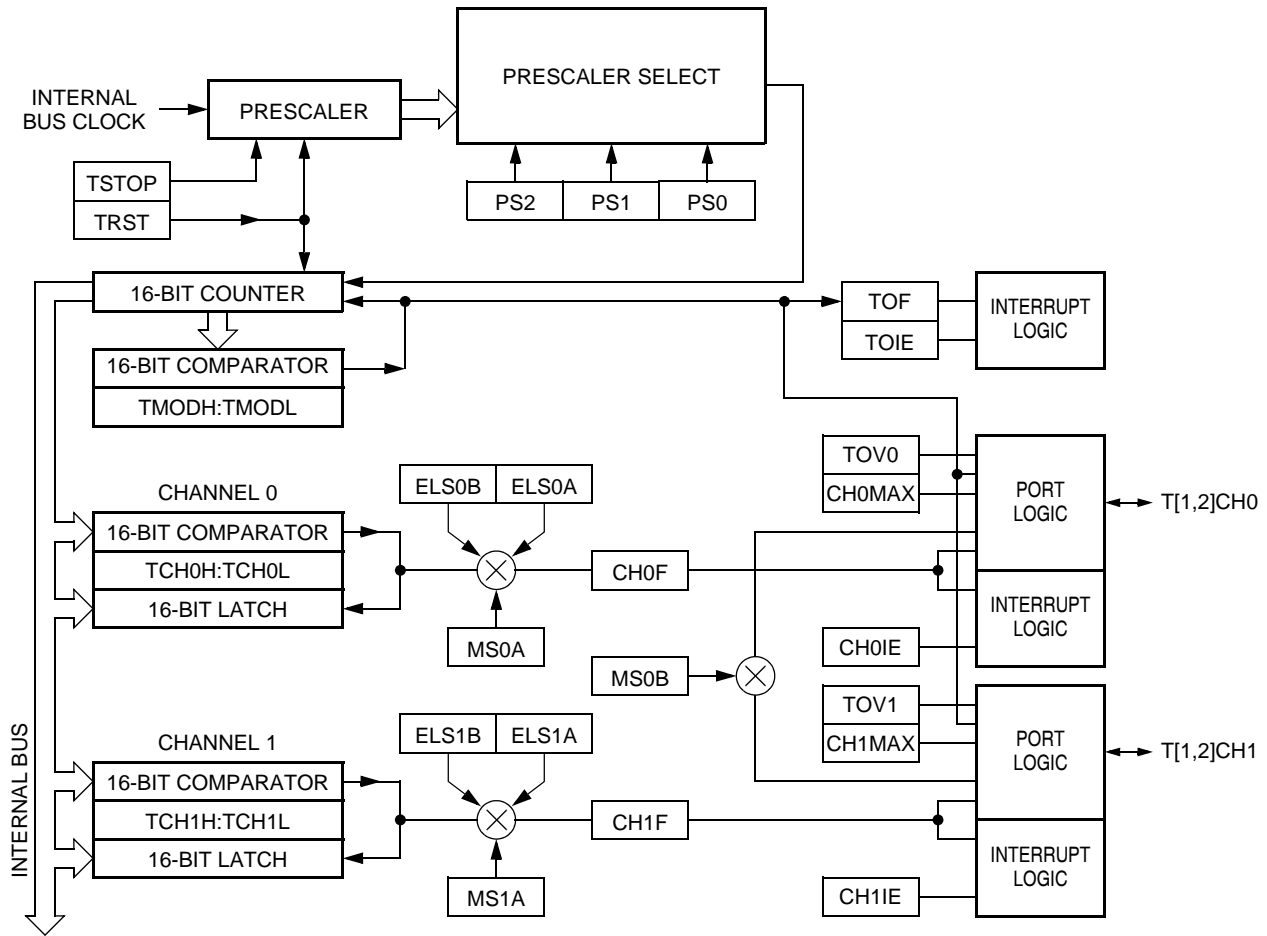 PRESCALER SELECT
INTERNAL
BUS CLOCK
PRESCALER
TSTOP
TRST
PS2
PS1
PS0
16-BIT COUNTER
TOF
TOIE
INTERRUPT
LOGIC
16-BIT COMPARATOR
TMODH:TMODL
CHANNEL 0
16-BIT COMPARATOR
TCH0H:TCH0L
16-BIT LATCH
ELS0B
ELS0A
MS0A
CH0F
TOV0
CH0MAX
PORT
LOGIC
T[1,2]CH0
INTERRUPT
LOGIC
CH0IE
MS0B
INTERNAL BUS
CHANNEL 1
16-BIT COMPARATOR
TCH1H:TCH1L
16-BIT LATCH
ELS1B
ELS1A
MS1A
CH1F
TOV1
CH1MAX
PORT
LOGIC
T[1,2]CH1
INTERRUPT
LOGIC
CH1IE